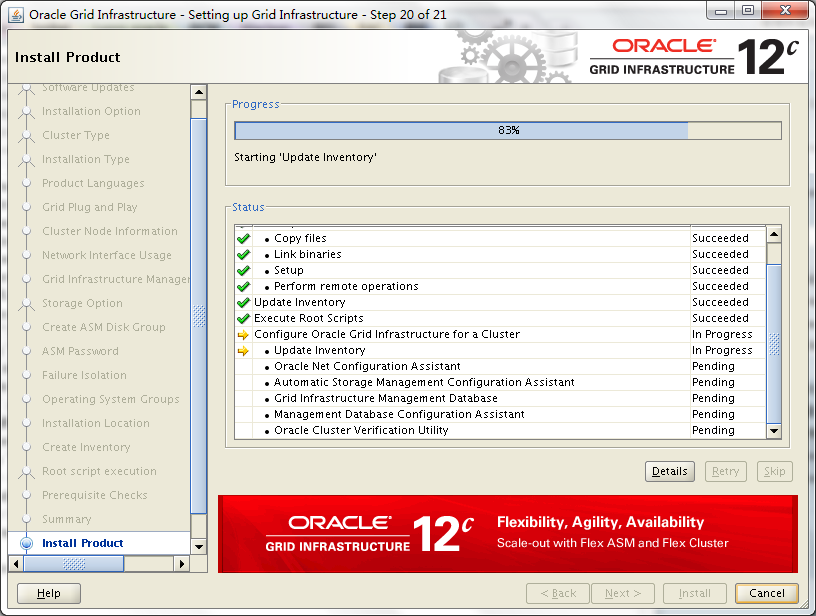 Oracle Grid Infrastructure - Setting up Grid Infrastructure - Step 20 of 21
Install Product
ORACLE
GRID INFRASTRUCTURE
12c
Software Updates
Installation Option
Cluster Type
Installation Type
Product Languages
Grid Plug and Play
Cluster Node Information
Network Interface Usage
Grid Infrastructure Manager
Storage Option
Create ASM Disk Group
ASM Password
Failure Isolation
Operating System Groups
Installation Location
Create Inventory
Root script execution
Prerequisite Checks
Summary
Install Product
Progress
83%
Starting 'Update Inventory'
Status
• Copy files Succeeded
• Link binaries Succeeded
• Setup Succeeded
• Perform remote operations Succeeded
Update Inventory Succeeded
Execute Root Scripts Succeeded
Configure Oracle Grid Infrastructure for a Cluster In Progress
• Update Inventory In Progress
• Oracle Net Configuration Assistant Pending
• Automatic Storage Management Configuration Assistant Pending
• Grid Infrastructure Management Database Pending
• Management Database Configuration Assistant Pending
• Oracle Cluster Verification Utility Pending
Details Retry Skip
ORACLE
GRID INFRASTRUCTURE
12c
Flexibility, Agility, Availability
Scale-out with Flex ASM and Flex Cluster
Help < Back Next > Install Cancel